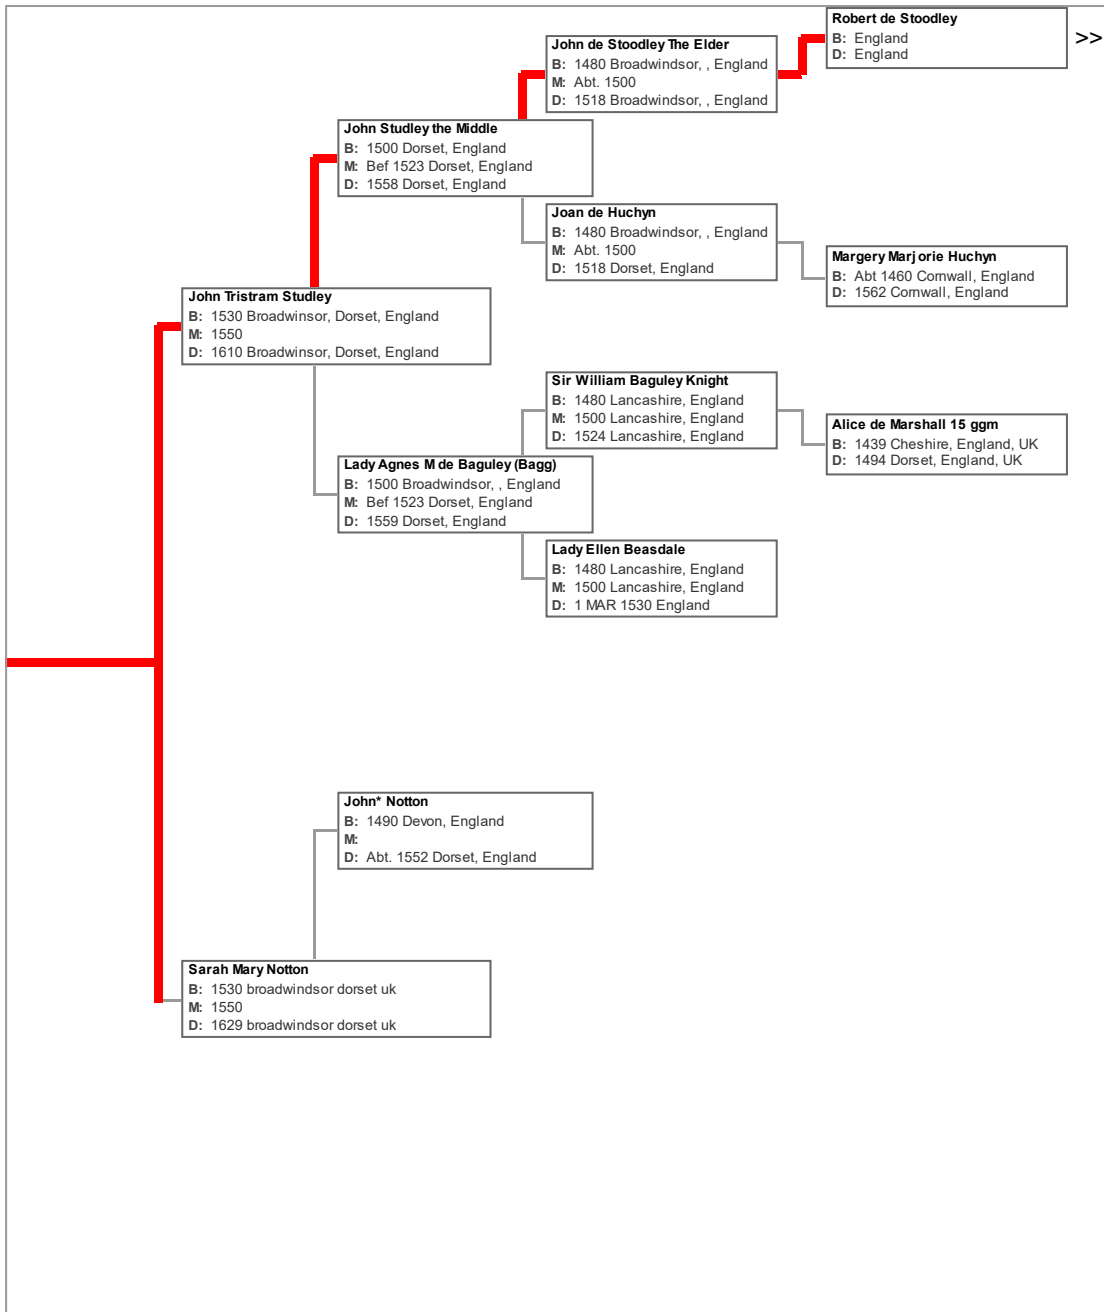 Robert de Stoodley
B: England
D: England
>>
John de Stoodley The Elder
B: 1480 Broadwindsor, , England
M: Abt. 1500
D: 1518 Broadwindsor, , England
John Studley the Middle
B: 1500 Dorset, England
M: Bef 1523 Dorset, England
D: 1558 Dorset, England
Joan de Huchyn
B: 1480 Broadwindsor, , England
M: Abt. 1500
D: 1518 Dorset, England
Margery Marjorie Huchyn
B: Abt 1460 Cornwall, England
D: 1562 Cornwall, England
John Tristram Studley
B: 1530 Broadwinsor, Dorset, England
M: 1550
D: 1610 Broadwinsor, Dorset, England
Sir William Baguley Knight
B: 1480 Lancashire, England
M: 1500 Lancashire, England
D: 1524 Lancashire, England
Alice de Marshall 15 ggm
B: 1439 Cheshire, England, UK
D: 1494 Dorset, England, UK
Lady Agnes M de Baguley (Bagg)
B: 1500 Broadwindsor, , England
M: Bef 1523 Dorset, England
D: 1559 Dorset, England
Lady Ellen Beasdale
B: 1480 Lancashire, England
M: 1500 Lancashire, England
D: 1 MAR 1530 England
John* Notton
B: 1490 Devon, England
M:
D: Abt. 1552 Dorset, England
Sarah Mary Notton
B: 1530 broadwindsor dorset uk
M: 1550
D: 1629 broadwindsor dorset uk